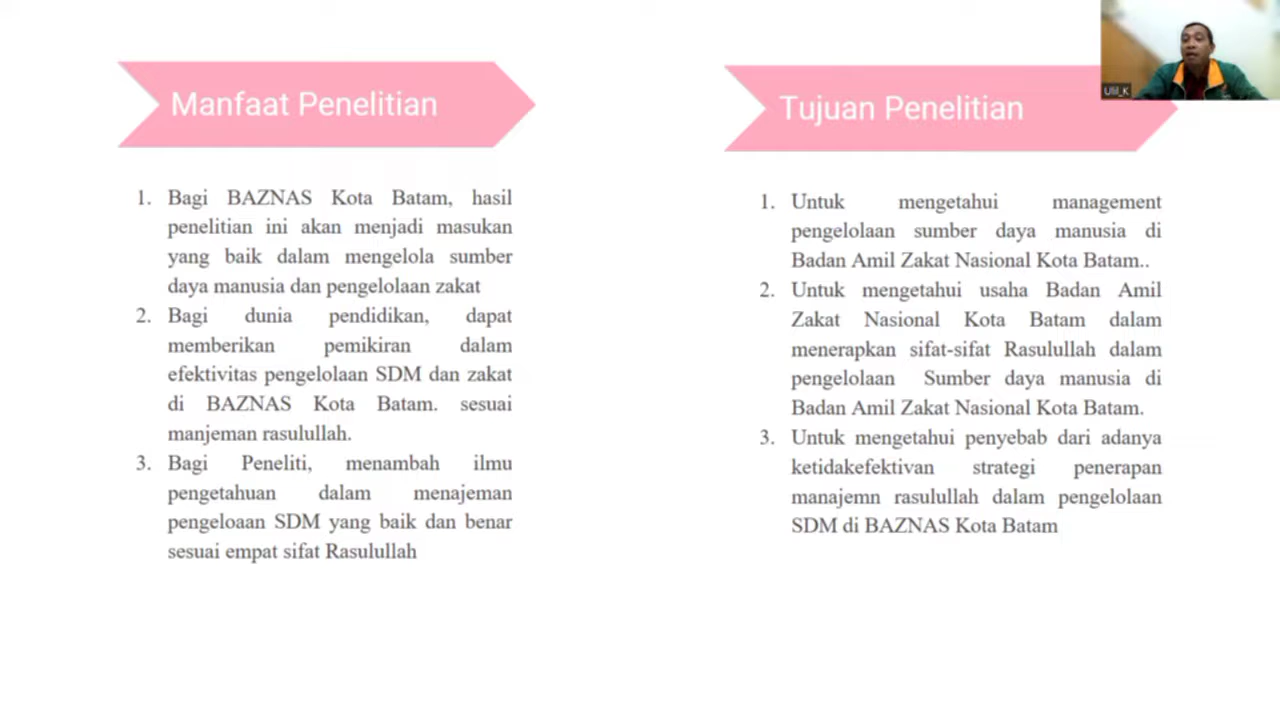 Manfaat Penelitian
1. Bagi BAZNAS Kota Batam, hasil
penelitian ini akan menjadi masukan
yang baik dalam mengelola sumber
daya manusia dan pengelolaan zakat
2. Bagi dunia pendidikan, dapat
memberikan pemikiran dalam
efektivitas pengelolaan SDM dan zakat
di BAZNAS Kota Batam. sesuai
manjeman rasulullah.
3. Bagi Peneliti, menambah ilmu
pengetahuan dalam menajeman
pengeloaan SDM yang baik dan benar
sesuai empat sifat Rasulullah
Tujuan Penelitian
1. Untuk mengetahui management
pengelolaan sumber daya manusia di
Badan Amil Zakat Nasional Kota Batam..
2. Untuk mengetahui usaha Badan Amil
Zakat Nasional Kota Batam dalam
menerapkan sifat-sifat Rasulullah dalam
pengelolaan Sumber daya manusia di
Badan Amil Zakat Nasional Kota Batam.
3. Untuk mengetahui penyebab dari adanya
ketidakefektivan strategi penerapan
manajemn rasulullah dalam pengelolaan
SDM di BAZNAS Kota Batam
Ulil_K